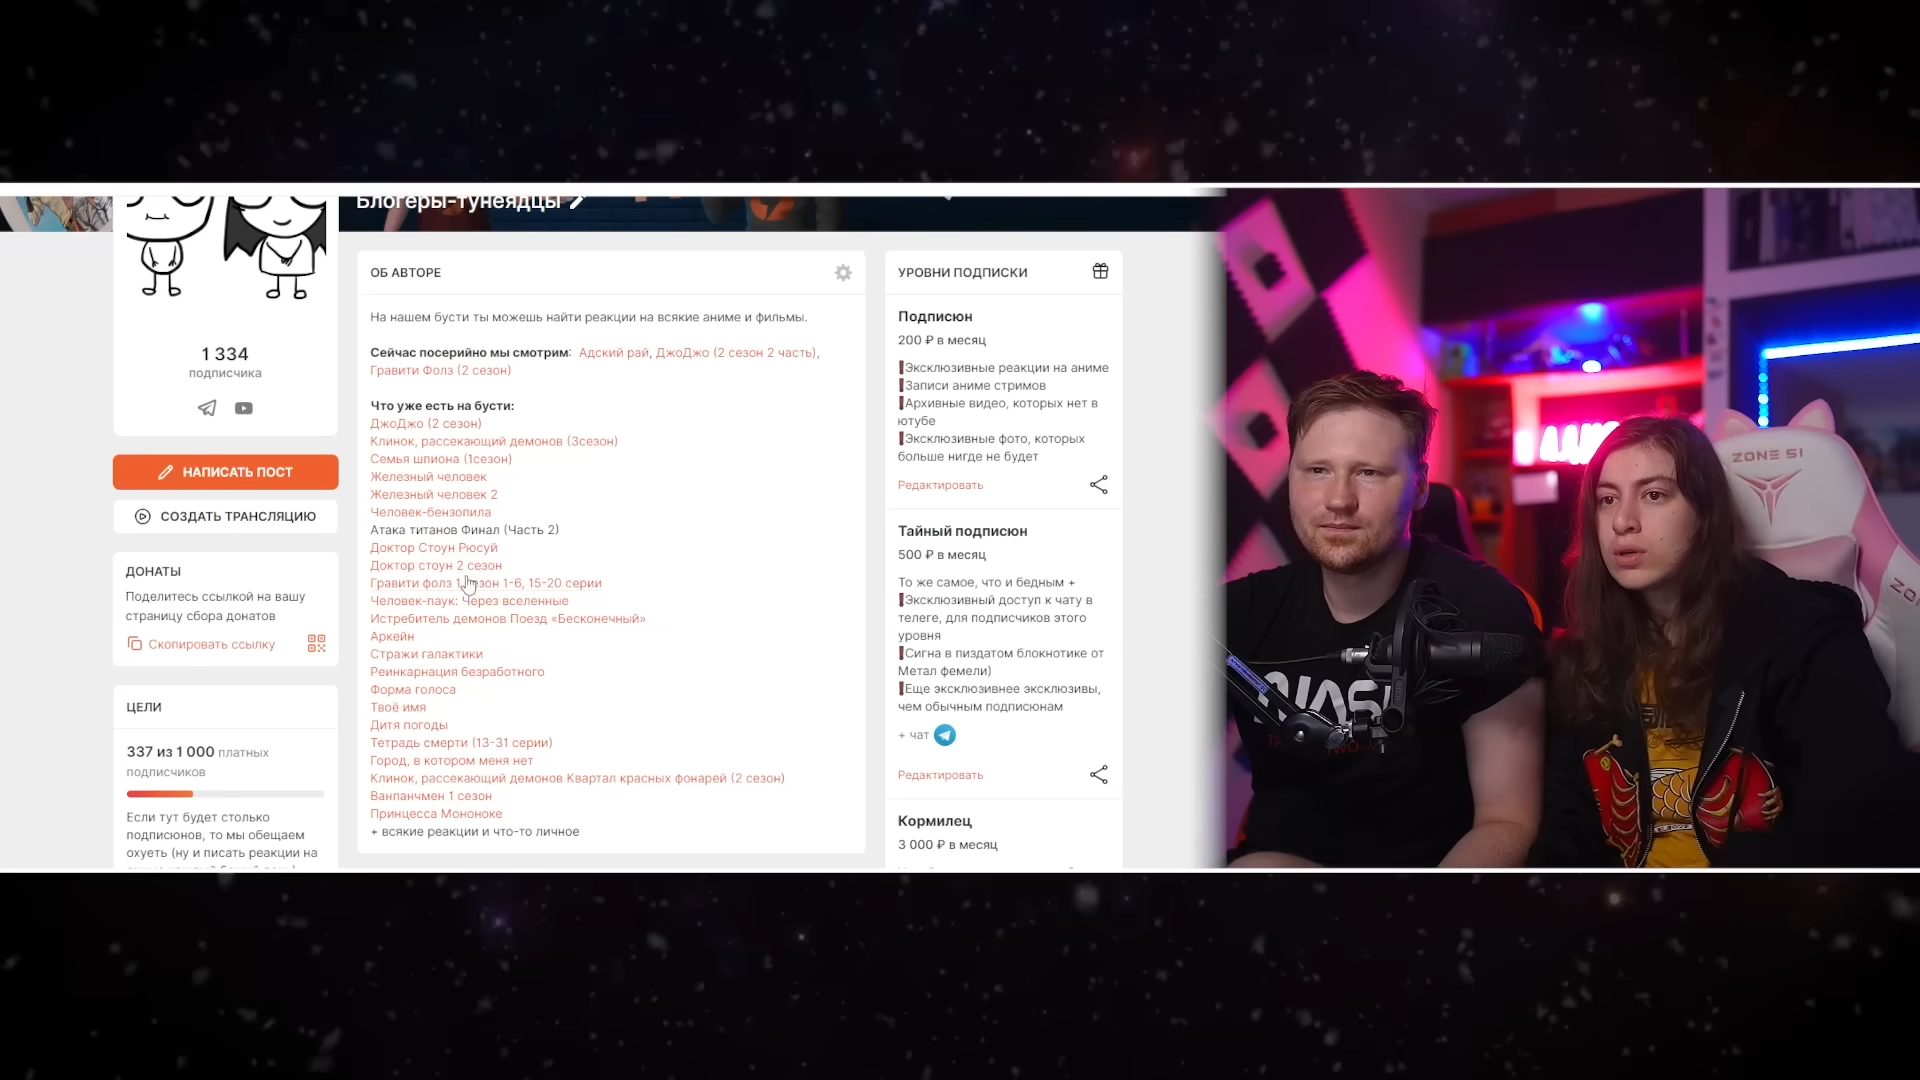 Блогеры-тунеядцы
1 334
подписчика
НАПИСАТЬ ПОСТ
СОЗДАТЬ ТРАНСЛЯЦИЮ
ДОНАТЫ
Поделитесь ссылкой на вашу
страницу сбора донатов
Скопировать ссылку
ЦЕЛИ
337 из 1 000 платных
подписчиков
Если тут будет столько
подписюнов, то мы обещаем
охуеть (ну и писать реакции на
ОБ АВТОРЕ
На нашем бусти ты можешь найти реакции на всякие аниме и фильмы.
Сейчас посерийно мы смотрим: Адский рай, ДжоДжо (2 сезон 2 часть),
Гравити Фолз (2 сезон)
Что уже есть на бусти:
ДжоДжо (2 сезон)
Клинок, рассекающий демонов (3сезон)
Семья шпиона (1сезон)
Железный человек
Железный человек 2
Человек-бензопила
Атака титанов Финал (Часть 2)
Доктор Стоун Рюсуй
Доктор стоун 2 сезон
Гравити фолз 1 сезон 1-6, 15-20 серии
Человек-паук: Через вселенные
Истребитель демонов Поезд «Бесконечный»
Аркейн
Стражи галактики
Реинкарнация безработного
Форма голоса
Твоё имя
Дитя погоды
Тетрадь смерти (13-31 серии)
Город, в котором меня нет
Клинок, рассекающий демонов Квартал красных фонарей (2 сезон)
Ванпанчмен 1 сезон
Принцесса Мононоке
+ всякие реакции и что-то личное
УРОВНИ ПОДПИСКИ
Подписюн
200 ₽ в месяц
Эксклюзивные реакции на аниме
Записи аниме стримов
Архивные видео, которых нет в
ютубе
Эксклюзивные фото, которых
больше нигде не будет
Редактировать
Тайный подписюн
500 ₽ в месяц
То же самое, что и бедным +
Эксклюзивный доступ к чату в
телеге, для подписчиков этого
уровня
Сигна в пиздатом блокнотике от
Метал фемели)
Еще эксклюзивнее эксклюзивы,
чем обычным подписюнам
+ чат
Редактировать
Кормилец
3 000 ₽ в месяц
ZONE 51